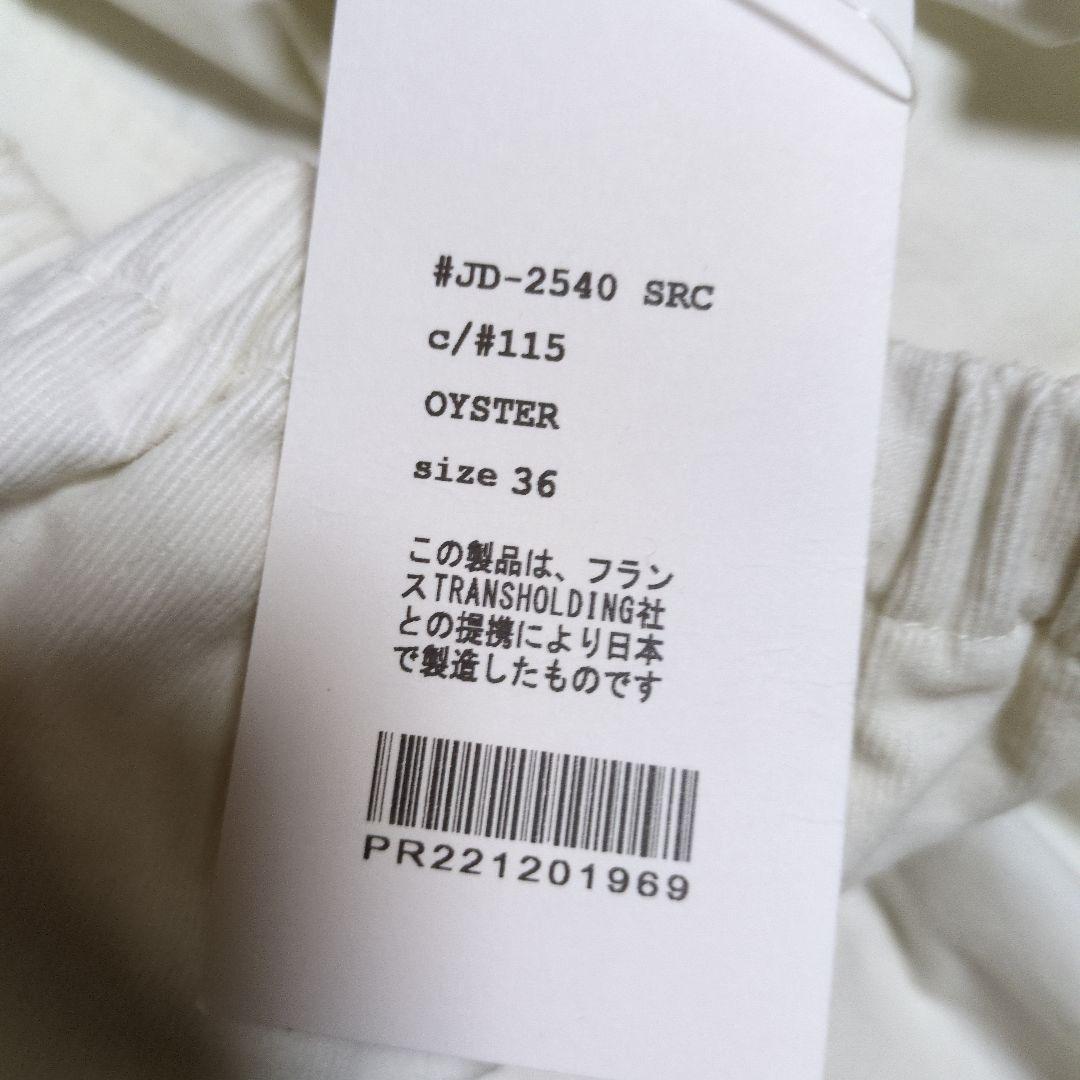 #JD-2540 SRC
c/#115
OYSTER
size 36
この製品は、フラン
スTRANSHOLDING社
との提携により日本
で製造したものです
PR221201969